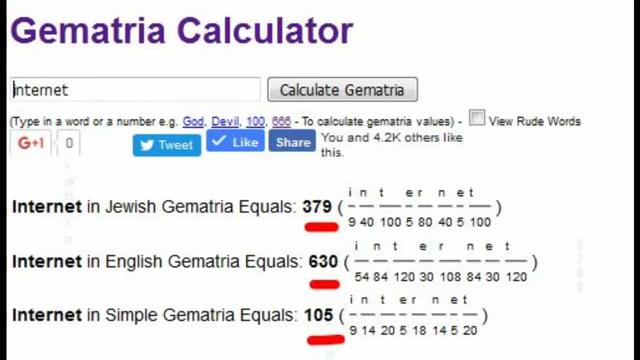 Gematria Calculator
internet Calculate Gematria
(Type in a word or a number e.g. God, Devil, 100, 666 - To calculate gematria values) - View Rude Words
G+1 0 Tweet Like Share You and 4.2K others like
this.
i n t e r n e t
Internet in Jewish Gematria Equals: 379 ( )
9 40 100 5 80 40 5 100
i n t e r n e t
Internet in English Gematria Equals: 630 ( )
54 84 120 30 108 84 30 120
i n t e r n e t
Internet in Simple Gematria Equals: 105 ( )
9 14 20 5 18 14 5 20